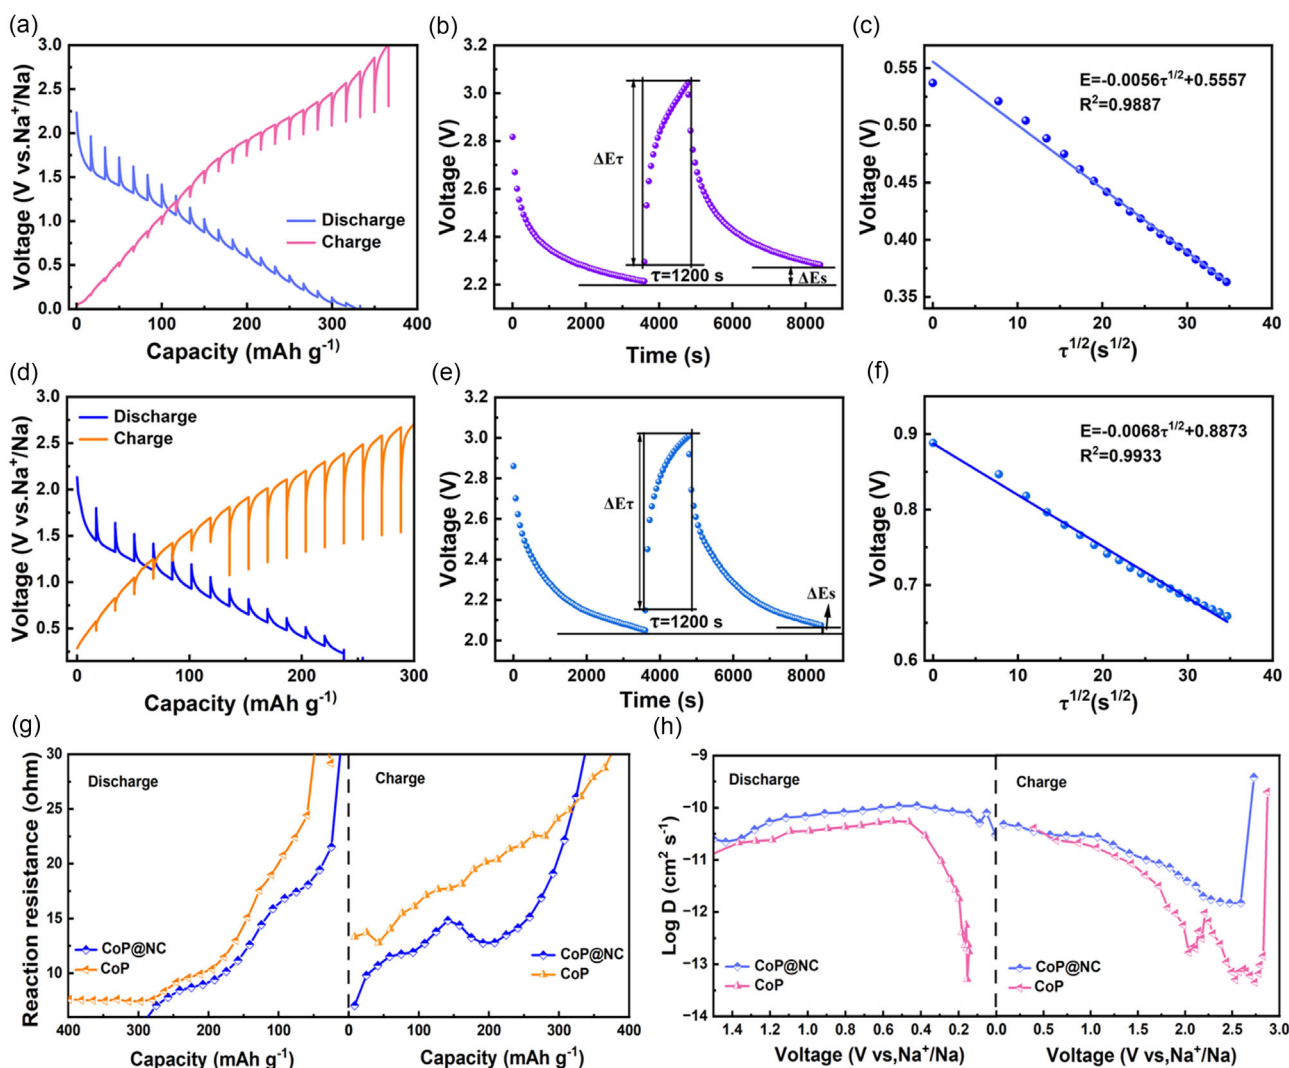 (a)
3.0
2.5
2.0
1.5
1.0
0.5
0.0
Voltage (V vs.Na⁺/Na)
Discharge
Charge
0 100 200 300 400
Capacity (mAh g⁻¹)
(b)
3.2
3.0
2.8
2.6
2.4
2.2
Voltage (V)
ΔEτ
τ=1200 s
ΔEs
0 2000 4000 6000 8000
Time (s)
(c)
0.55
0.50
0.45
0.40
0.35
Voltage (V)
E=-0.0056τ^1/2+0.5557
R²=0.9887
0 10 20 30 40
τ^1/2(s^1/2)
(d)
3.0
2.5
2.0
1.5
1.0
0.5
Voltage (V vs.Na⁺/Na)
Discharge
Charge
0 100 200 300
Capacity (mAh g⁻¹)
(e)
3.2
3.0
2.8
2.6
2.4
2.2
2.0
Voltage (V)
ΔEτ
τ=1200 s
ΔEs
0 2000 4000 6000 8000
Time (s)
(f)
0.9
0.8
0.7
0.6
Voltage (V)
E=-0.0068τ^1/2+0.8873
R²=0.9933
0 10 20 30 40
τ^1/2(s^1/2)
(g)
30
25
20
15
10
Reaction resistance (ohm)
Discharge
Charge
CoP@NC
CoP
CoP@NC
CoP
400 300 200 100 0 100 200 300 400
Capacity (mAh g⁻¹)
Capacity (mAh g⁻¹)
(h)
−9
−10
−11
−12
−13
−14
Log D (cm² s⁻¹)
Discharge
Charge
CoP@NC
CoP
CoP@NC
CoP
1.4 1.2 1.0 0.8 0.6 0.4 0.2 0.0 0.5 1.0 1.5 2.0 2.5 3.0
Voltage (V vs,Na⁺/Na)
Voltage (V vs,Na⁺/Na)